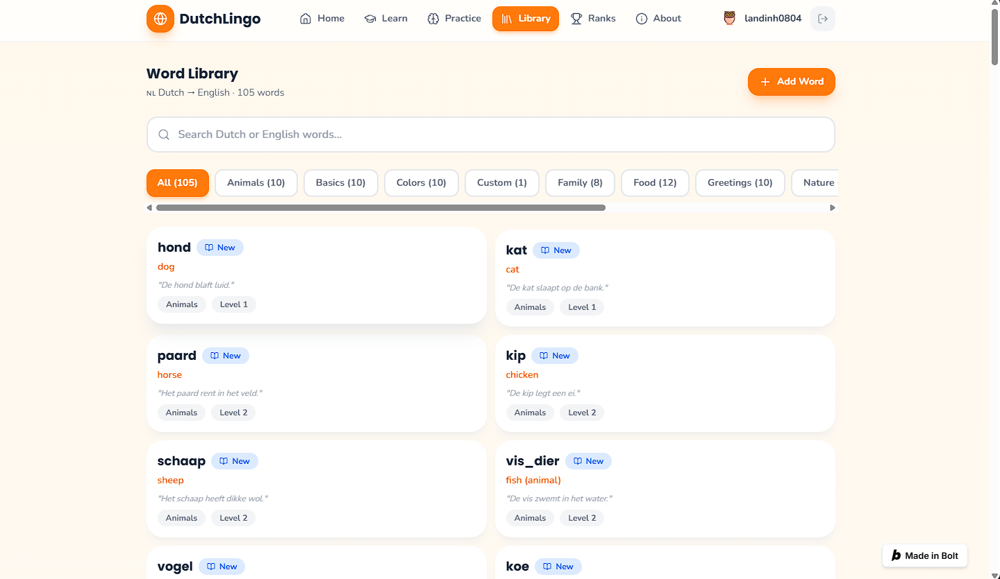 DutchLingo Home Learn Practice Library Ranks About landinh0804
Word Library
NL Dutch → English · 105 words
Add Word
Search Dutch or English words...
All (105) Animals (10) Basics (10) Colors (10) Custom (1) Family (8) Food (12) Greetings (10) Nature
hond New
dog
"De hond blaft luid."
Animals Level 1
kat New
cat
"De kat slaapt op de bank."
Animals Level 1
paard New
horse
"Het paard rent in het veld."
Animals Level 2
kip New
chicken
"De kip legt een ei."
Animals Level 2
schaap New
sheep
"Het schaap heeft dikke wol."
Animals Level 2
vis_dier New
fish (animal)
"De vis zwemt in het water."
Animals Level 2
vogel New
koe New
b Made in Bolt